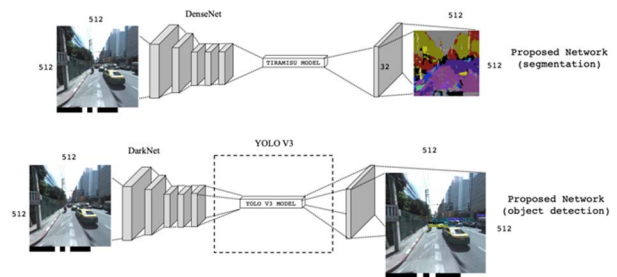 512
DenseNet
512
512
TIRAMISU MODEL
32
512
Proposed Network
(segmentation)
512
DarkNet
YOLO V3
512
512
YOLO V3 MODEL
512
Proposed Network
(object detection)